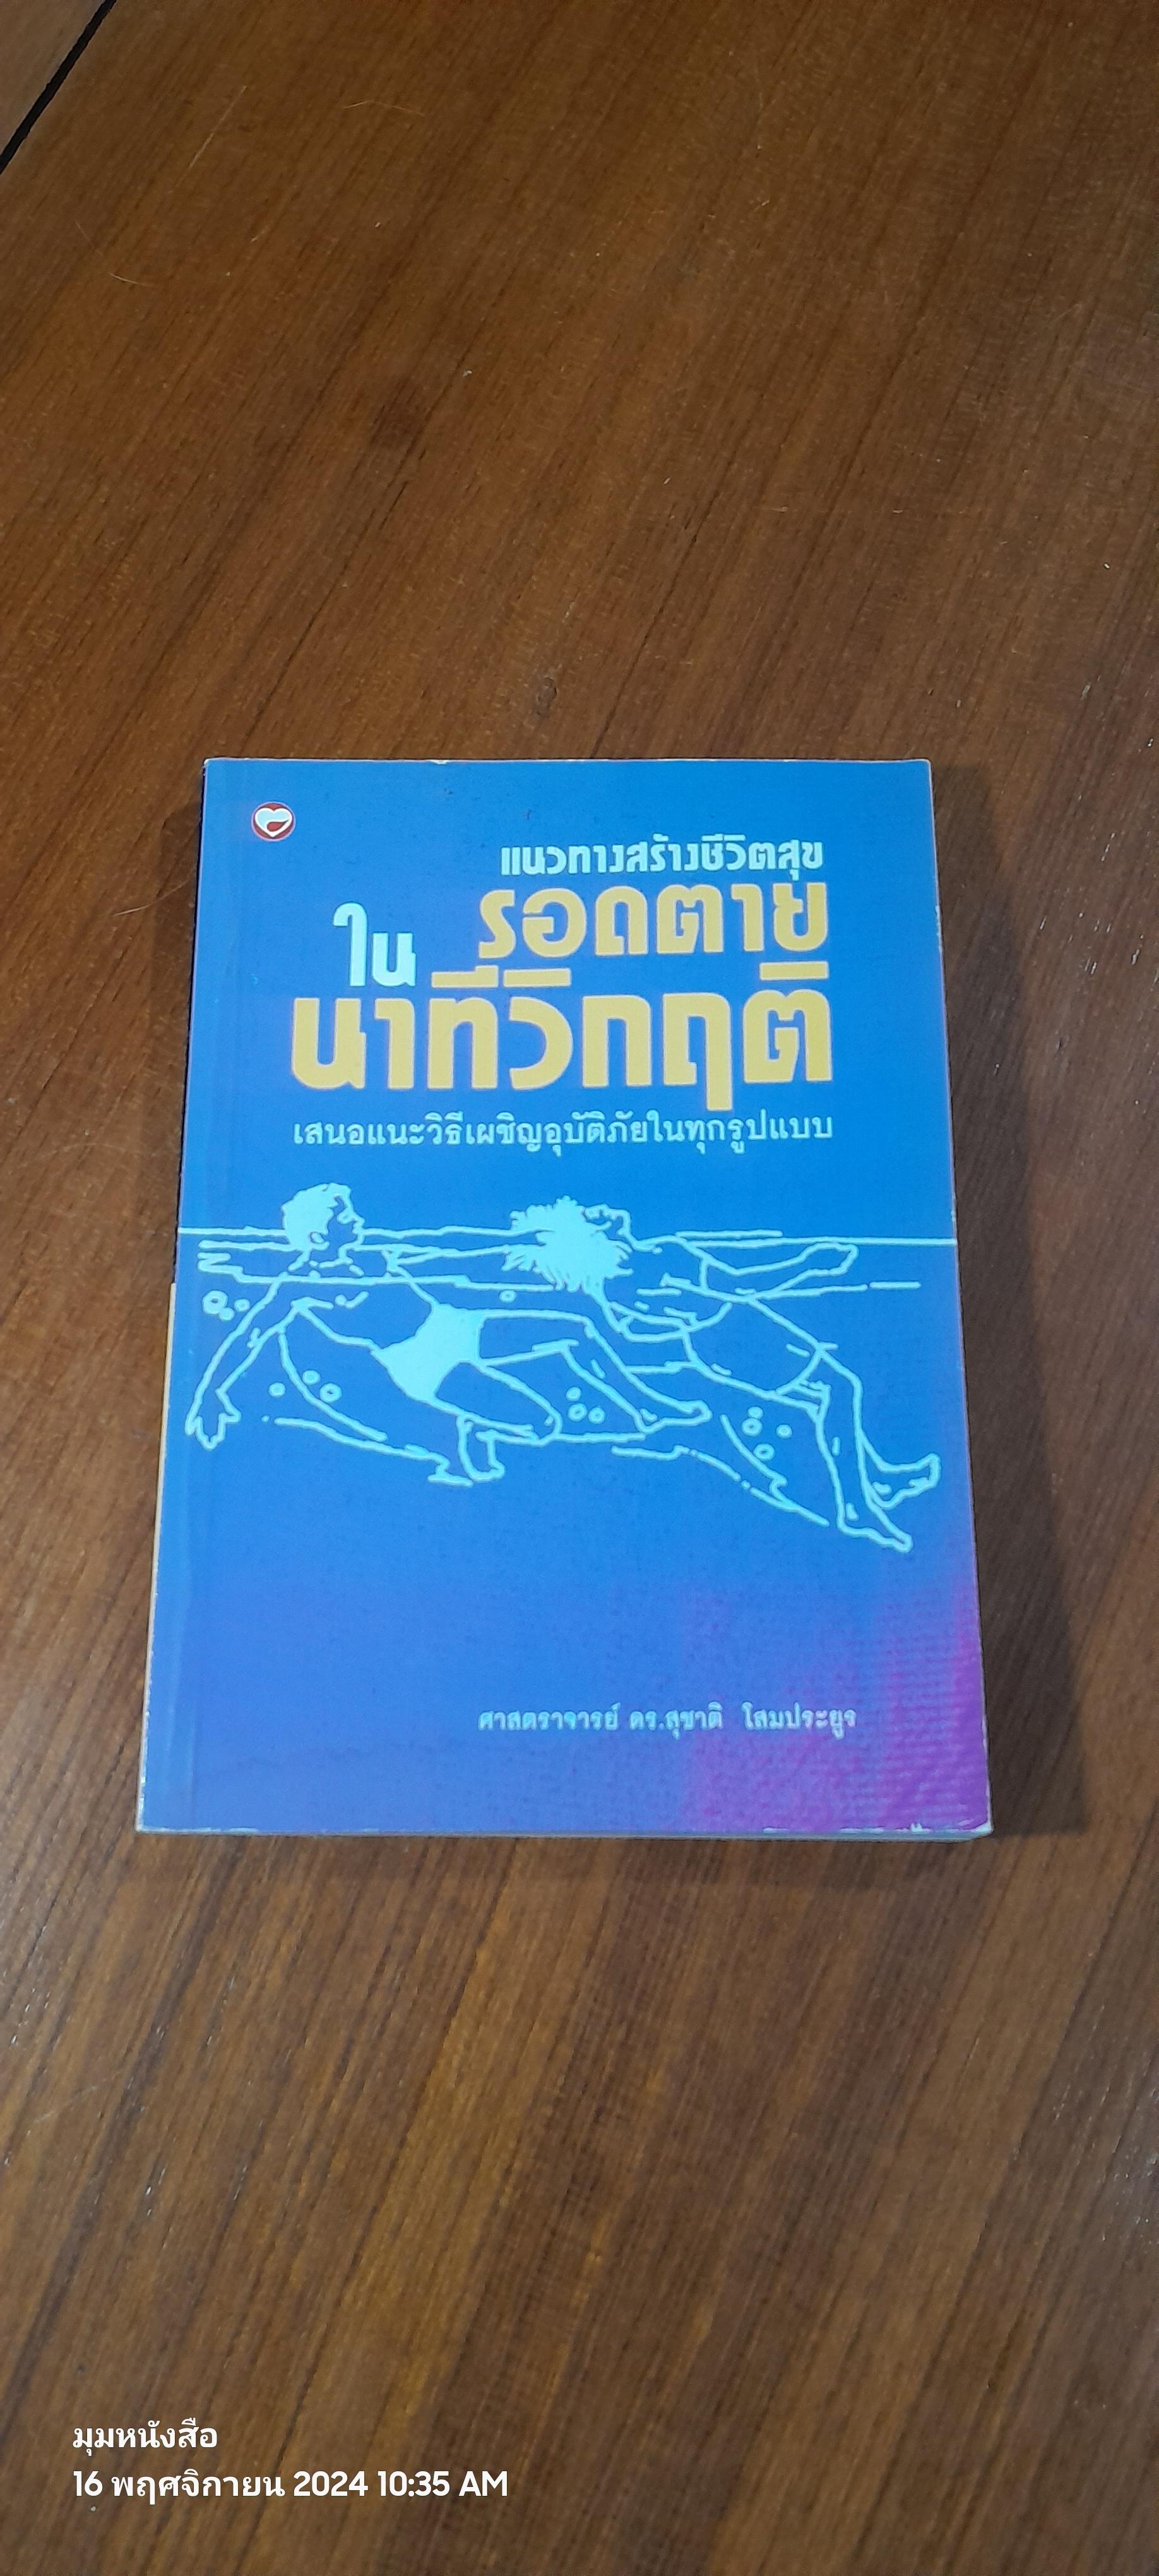 แนวทางสร้างชีวิตสุข
รอดตาย
ใน
นาทีวิกฤติ
เสนอแนะวิธีเผชิญอุบัติภัยในทุกรูปแบบ
ศาสตราจารย์ ดร.สุชาติ โสมประยูร
มุมหนังสือ
16 พฤศจิกายน 2024 10:35 AM